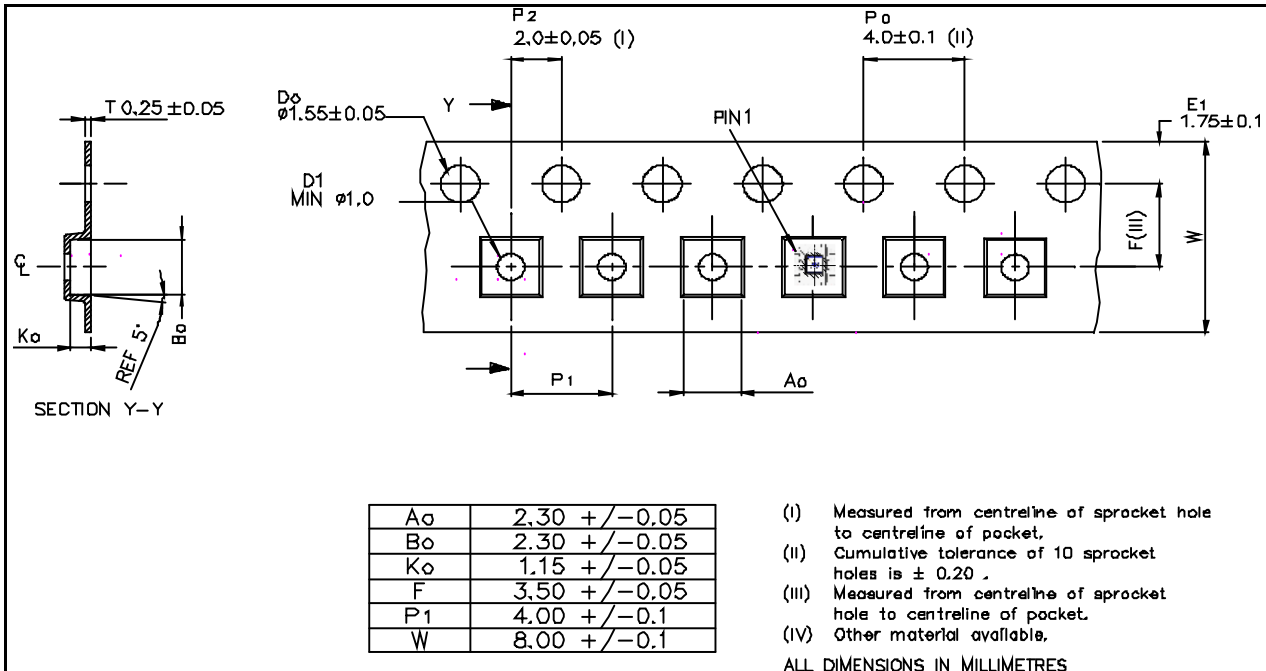 P2
2.0±0.05 (I)
Po
4.0±0.1 (II)
T 0.25 ±0.05
Do
ø1.55±0.05
Y
PIN1
E1
1.75±0.1
D1
MIN ø1.0
F(III)
W
℄
Ko
REF 5°
Bo
P1
Ao
SECTION Y-Y
Ao 2.30 +/-0.05
Bo 2.30 +/-0.05
Ko 1.15 +/-0.05
F 3.50 +/-0.05
P1 4.00 +/-0.1
W 8.00 +/-0.1
(I) Measured from centreline of sprocket hole
to centreline of pocket.
(II) Cumulative tolerance of 10 sprocket
holes is ± 0.20 .
(III) Measured from centreline of sprocket
hole to centreline of pocket.
(IV) Other material available.
ALL DIMENSIONS IN MILLIMETRES